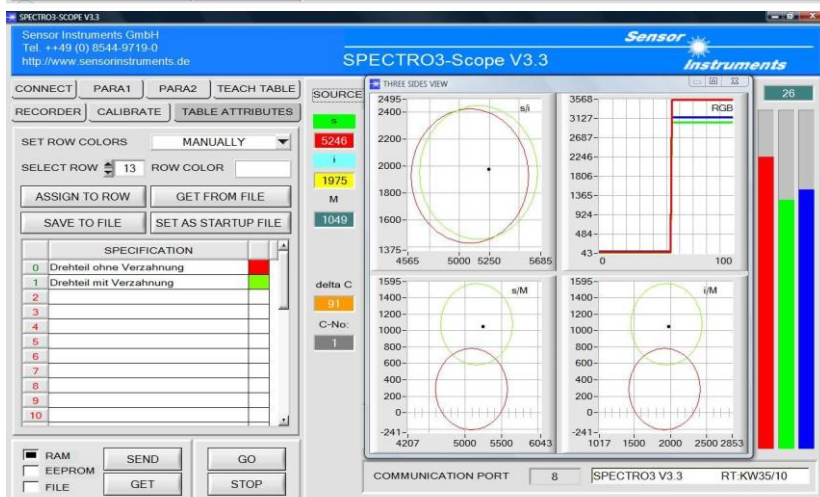 SPECTRO3-SCOPE V3.3
Sensor Instruments GmbH
Tel. ++49 (0) 8544-9719-0
http://www.sensorinstruments.de
SPECTRO3-Scope V3.3
Sensor
Instruments
CONNECT PARA1 PARA2 TEACH TABLE
RECORDER CALIBRATE TABLE ATTRIBUTES
SET ROW COLORS MANUALLY
SELECT ROW 13 ROW COLOR
ASSIGN TO ROW GET FROM FILE
SAVE TO FILE SET AS STARTUP FILE
SPECIFICATION
0 Drehteil ohne Verzahnung
1 Drehteil mit Verzahnung
2
3
4
5
6
7
8
9
10
RAM
EEPROM
FILE
SEND
GET
GO
STOP
SOURCE
s
5246
i
1975
M
1049
delta C
91
C-No:
1
THREE SIDES VIEW
s/i
2495
2400
2200
2000
1800
1600
1375
4565 5000 5250 5685
RGB
3568
3127
2687
2246
1806
1365
924
484
43
0 100
s/M
1595
1400
1200
1000
800
600
400
200
0
-241
4207 5000 5500 6043
i/M
1595
1400
1200
1000
800
600
400
200
0
-241
1017 1500 2000 2500 2853
26
COMMUNICATION PORT 8 SPECTRO3 V3.3 RT:KW35/10